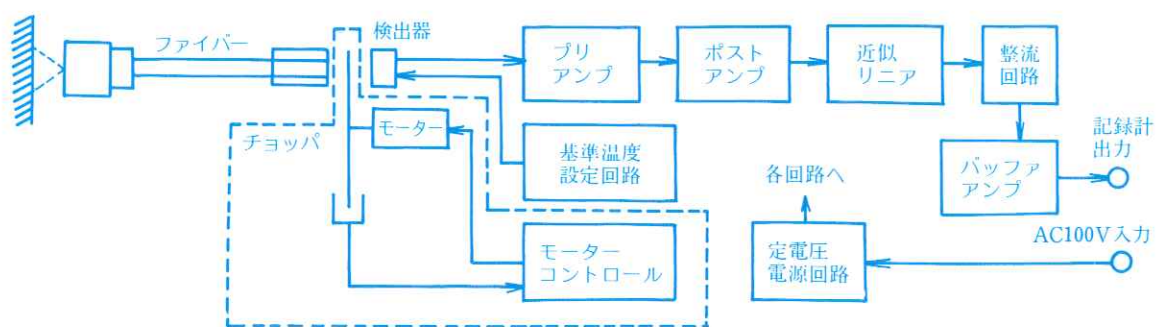 ファイバー
検出器
プリ
アンプ
ポスト
アンプ
近似
リニア
整流
回路
チョッパ
モーター
基準温度
設定回路
各回路へ
バッファ
アンプ
記録計
出力
モーター
コントロール
定電圧
電源回路
AC100V入力